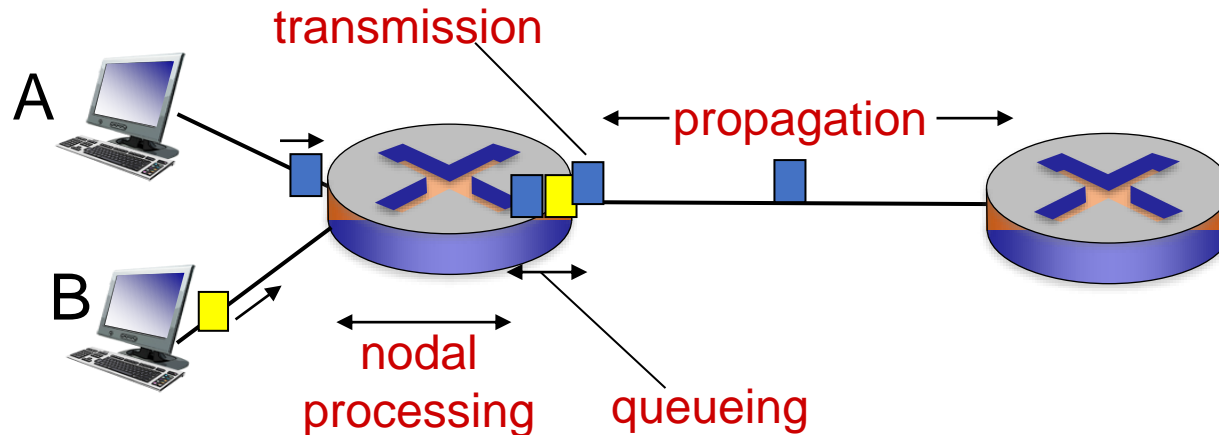 transmission
A
propagation
B
nodal
processing
queueing